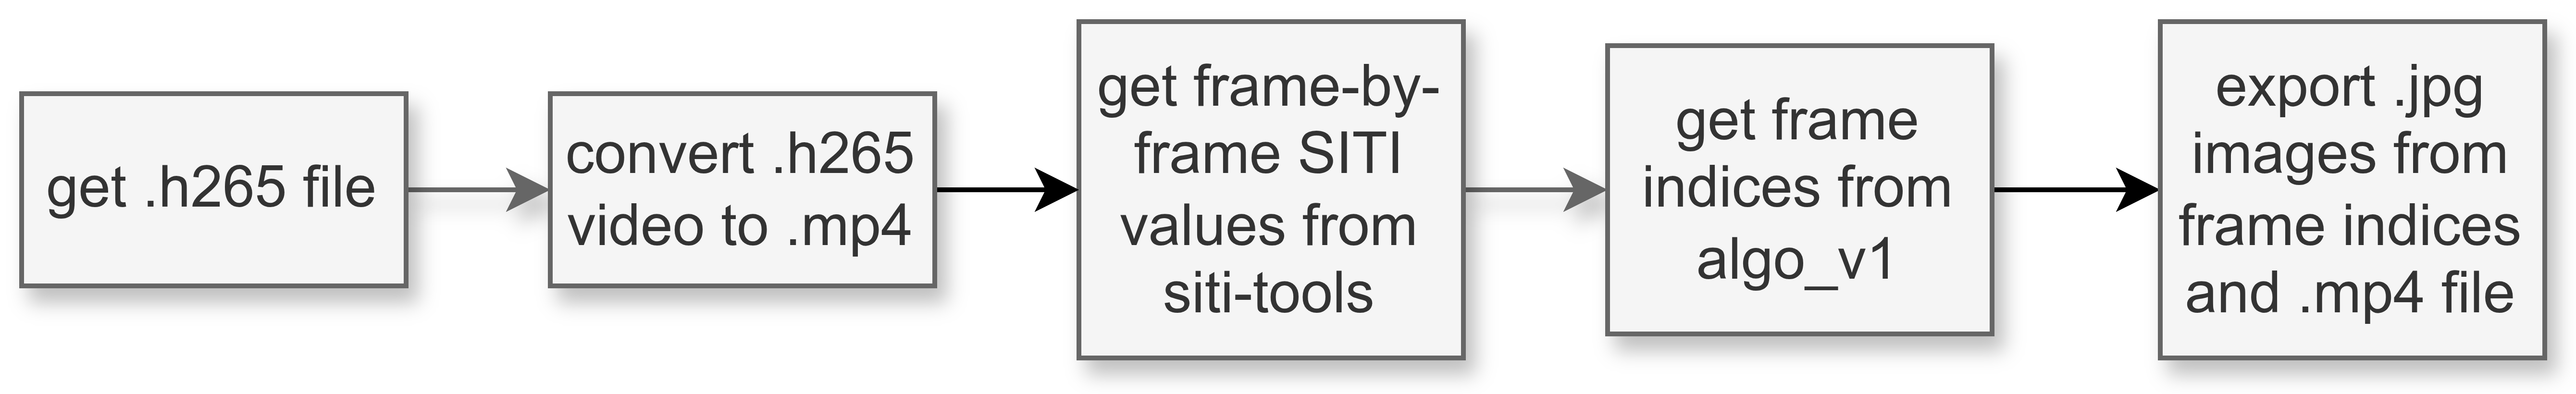 get .h265 file
convert .h265
video to .mp4
get frame-by-
frame SITI
values from
siti-tools
get frame
indices from
algo_v1
export .jpg
images from
frame indices
and .mp4 file